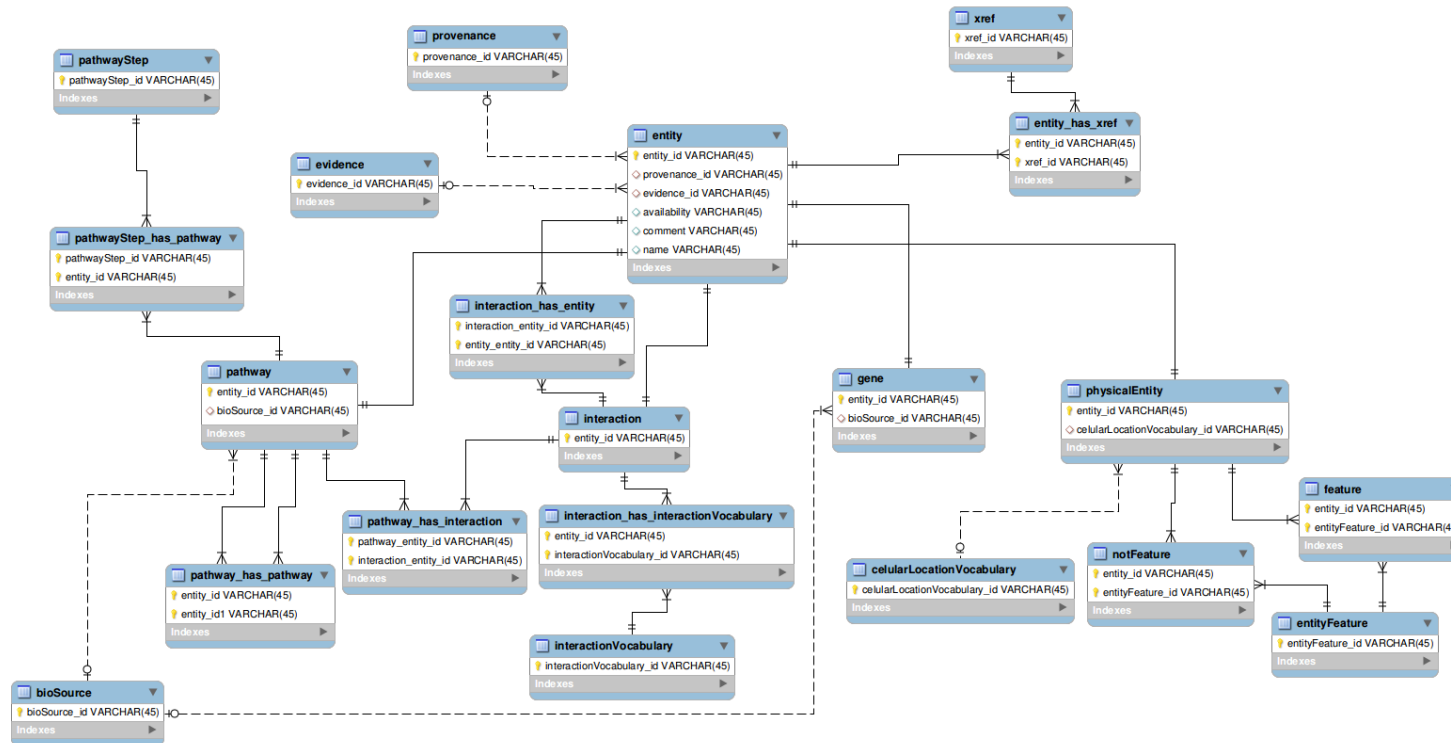 xref
xref_id VARCHAR(45)
Indexes
provenance
provenance_id VARCHAR(45)
Indexes
pathwayStep
pathwayStep_id VARCHAR(45)
Indexes
entity_has_xref
entity_id VARCHAR(45)
xref_id VARCHAR(45)
Indexes
entity
entity_id VARCHAR(45)
provenance_id VARCHAR(45)
evidence_id VARCHAR(45)
availability VARCHAR(45)
comment VARCHAR(45)
name VARCHAR(45)
Indexes
evidence
evidence_id VARCHAR(45)
Indexes
pathwayStep_has_pathway
pathwayStep_id VARCHAR(45)
entity_id VARCHAR(45)
Indexes
interaction_has_entity
interaction_entity_id VARCHAR(45)
entity_entity_id VARCHAR(45)
Indexes
pathway
entity_id VARCHAR(45)
bioSource_id VARCHAR(45)
Indexes
gene
entity_id VARCHAR(45)
bioSource_id VARCHAR(45)
Indexes
physicalEntity
entity_id VARCHAR(45)
celularLocationVocabulary_id VARCHAR(45)
Indexes
interaction
entity_id VARCHAR(45)
Indexes
feature
entity_id VARCHAR(45)
entityFeature_id VARCHAR(4
Indexes
pathway_has_interaction
pathway_entity_id VARCHAR(45)
interaction_entity_id VARCHAR(45)
Indexes
interaction_has_interactionVocabulary
entity_id VARCHAR(45)
interactionVocabulary_id VARCHAR(45)
Indexes
notFeature
entity_id VARCHAR(45)
entityFeature_id VARCHAR(45)
Indexes
celularLocationVocabulary
celularLocationVocabulary_id VARCHAR(45)
Indexes
pathway_has_pathway
entity_id VARCHAR(45)
entity_id1 VARCHAR(45)
Indexes
entityFeature
entityFeature_id VARCHAR(45)
Indexes
interactionVocabulary
interactionVocabulary_id VARCHAR(45)
Indexes
bioSource
bioSource_id VARCHAR(45)
Indexes